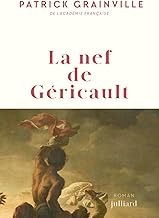 PATRICK GRAINVILLE
DE L'ACADÉMIE FRANÇAISE
La nef
de
Géricault
ROMAN
julliard